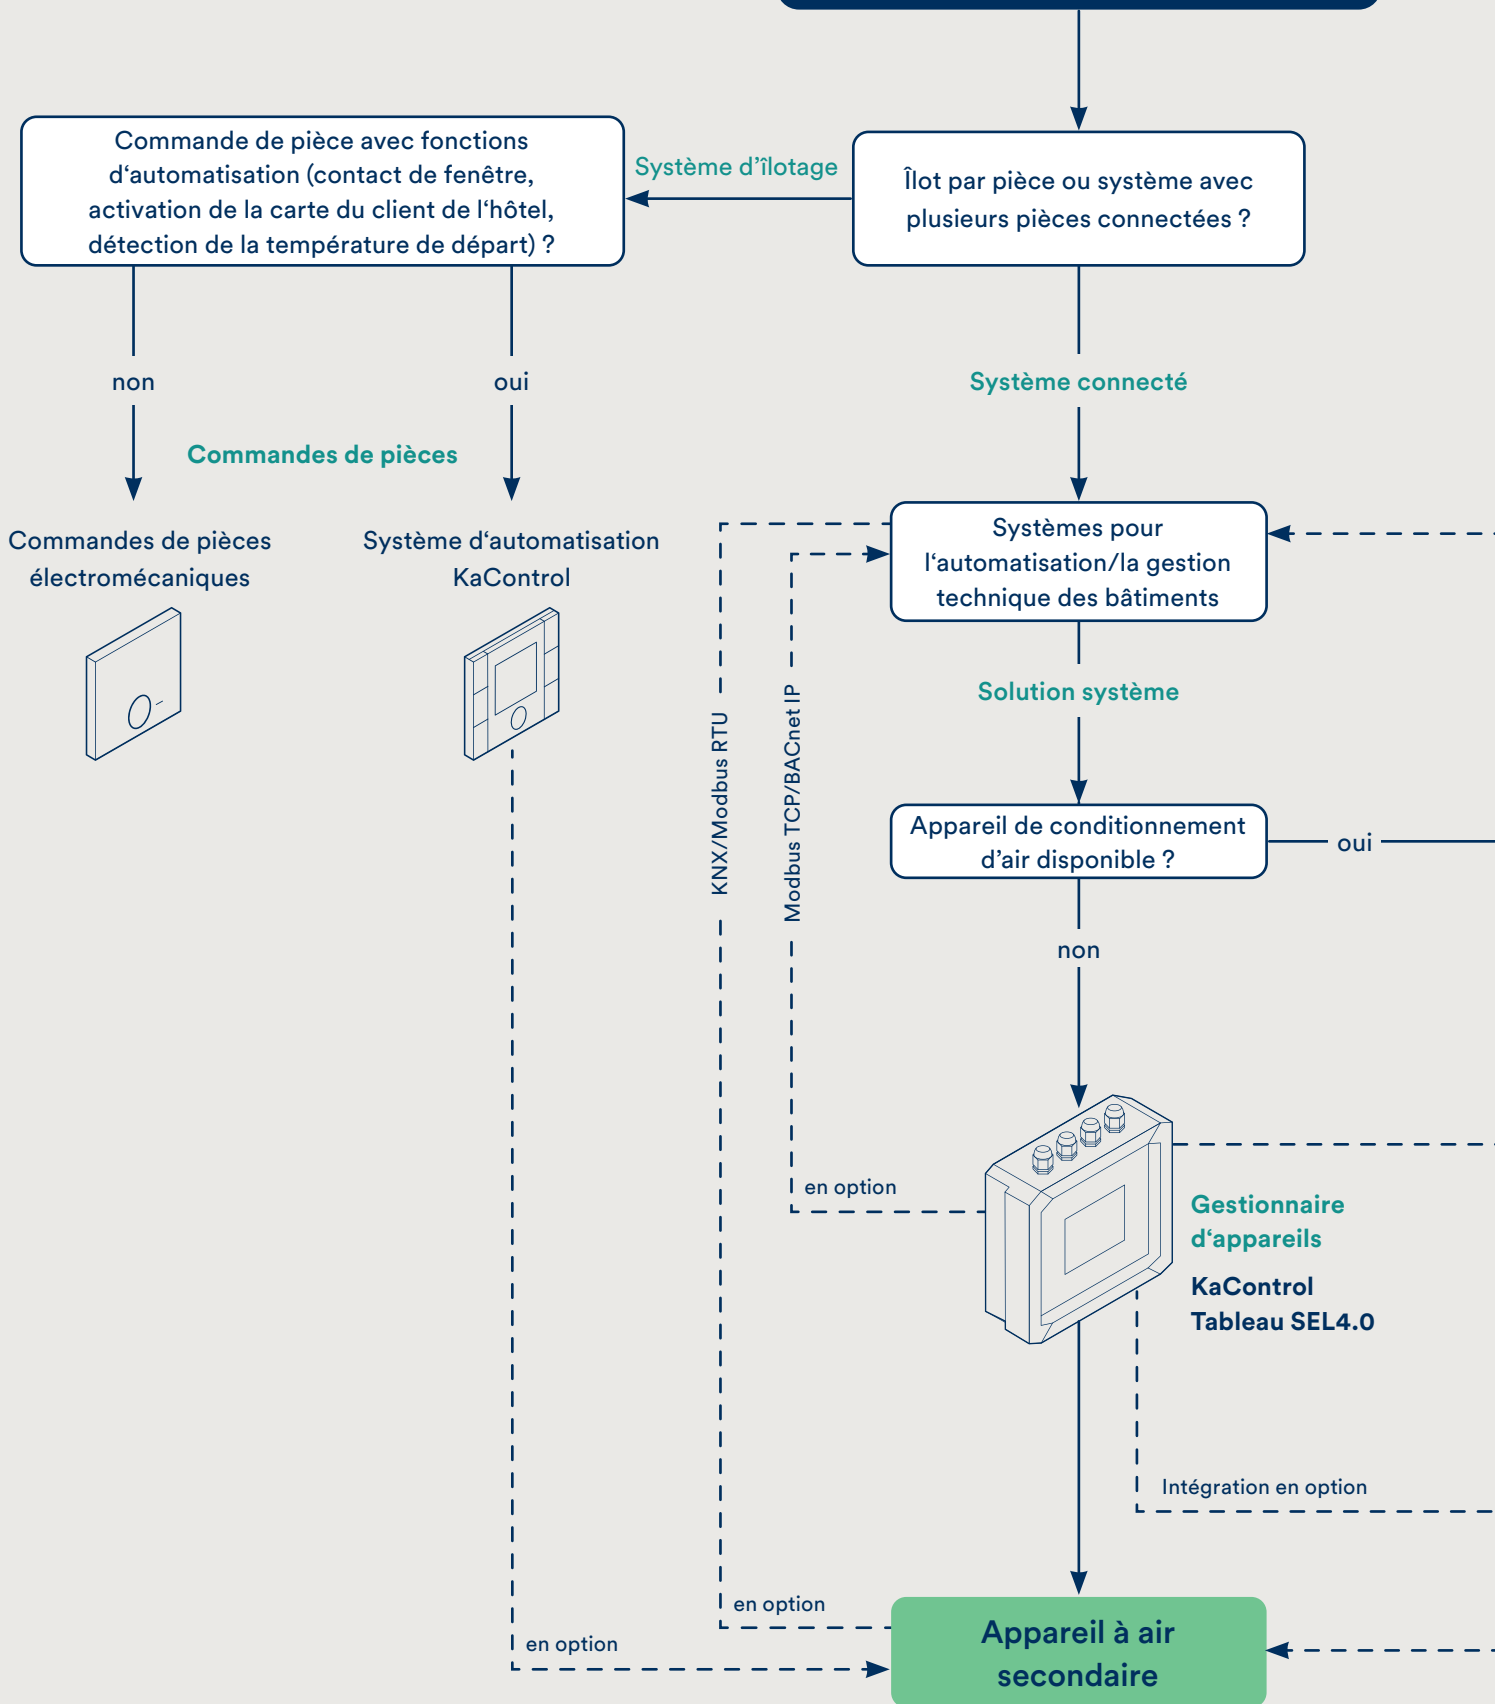 Commande de pièce avec fonctions
d‘automatisation (contact de fenêtre,
activation de la carte du client de l‘hôtel,
détection de la température de départ) ?
Système d’îlotage
Îlot par pièce ou système avec
plusieurs pièces connectées ?
non
oui
Système connecté
Commandes de pièces
Commandes de pièces
électromécaniques
Système d‘automatisation
KaControl
Systèmes pour
l‘automatisation/la gestion
technique des bâtiments
Solution système
KNX/Modbus RTU
Modbus TCP/BACnet IP
Appareil de conditionnement
d’air disponible ?
oui
non
en option
Gestionnaire
d‘appareils
KaControl
Tableau SEL4.0
Intégration en option
en option
en option
Appareil à air
secondaire